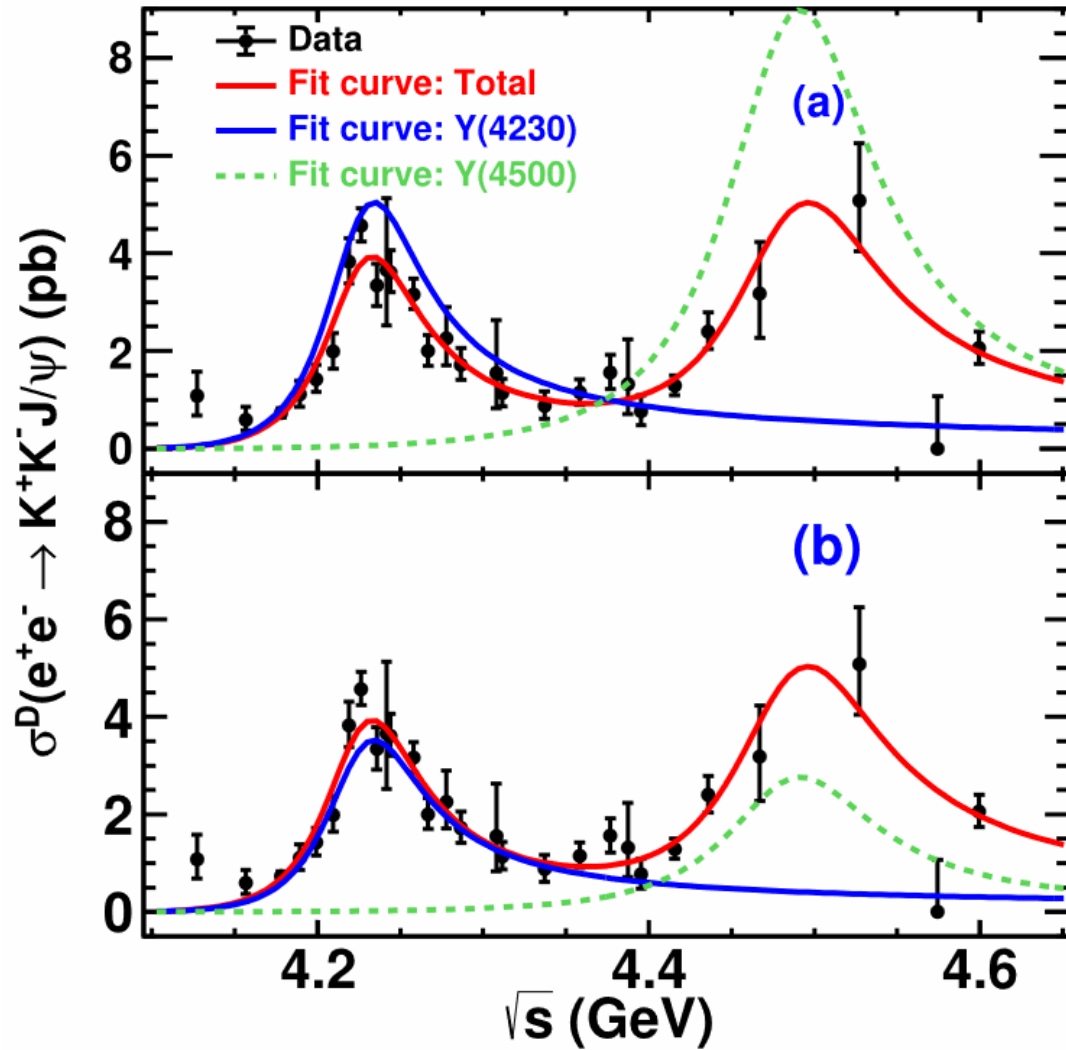 Data
Fit curve: Total
Fit curve: Y(4230)
Fit curve: Y(4500)
(a)
8
6
4
2
0
(b)
8
6
4
2
0
4.2 4.4 4.6
√s (GeV)
σᴰ(e⁺e⁻ → K⁺K⁻J/ψ) (pb)